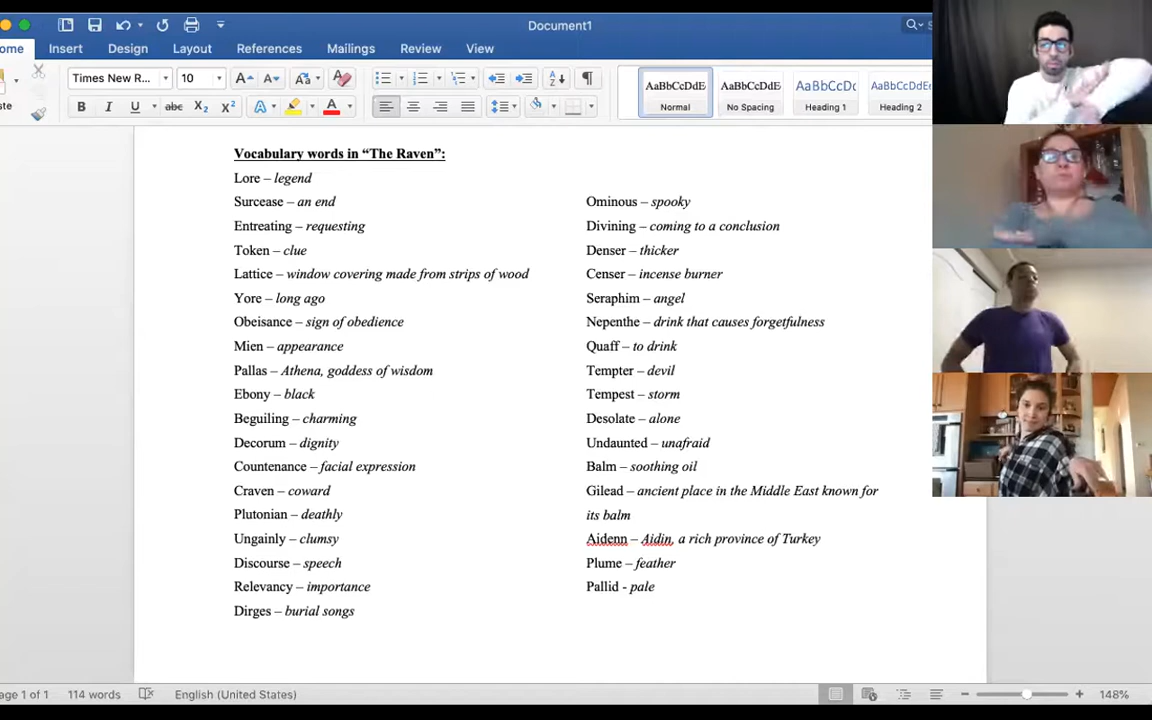 Document1
ome
Insert
Design
Layout
References
Mailings
Review
View
Times New R...
10
AaBbCcDdE
AaBbCcDdE
AaBbCcDc
AaBbCcDdE
Normal
No Spacing
Heading 1
Heading 2
ste
Vocabulary words in “The Raven”:
Lore – legend
Surcease – an end
Entreating – requesting
Token – clue
Lattice – window covering made from strips of wood
Yore – long ago
Obeisance – sign of obedience
Mien – appearance
Pallas – Athena, goddess of wisdom
Ebony – black
Beguiling – charming
Decorum – dignity
Countenance – facial expression
Craven – coward
Plutonian – deathly
Ungainly – clumsy
Discourse – speech
Relevancy – importance
Dirges – burial songs
Ominous – spooky
Divining – coming to a conclusion
Denser – thicker
Censer – incense burner
Seraphim – angel
Nepenthe – drink that causes forgetfulness
Quaff – to drink
Tempter – devil
Tempest – storm
Desolate – alone
Undaunted – unafraid
Balm – soothing oil
Gilead – ancient place in the Middle East known for
its balm
Aidenn – Aidin, a rich province of Turkey
Plume – feather
Pallid - pale
age 1 of 1
114 words
English (United States)
148%